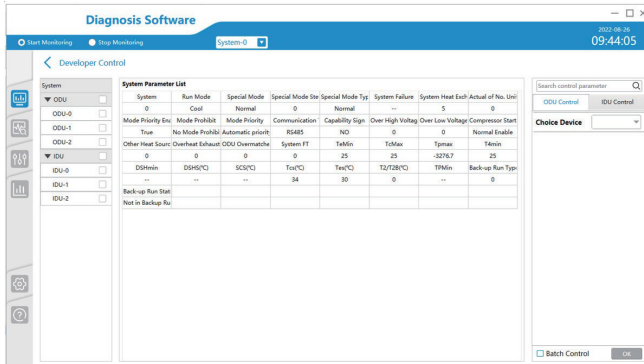 Diagnosis Software
2022-08-26
09:44:05
Start Monitoring Stop Monitoring System-0
Developer Control
System
ODU
ODU-0
ODU-1
ODU-2
IDU
IDU-0
IDU-1
IDU-2
System Parameter List
System Run Mode Special Mode Special Mode Ste Special Mode Typ System Failure System Heat Exch Actual of No. Unit
0 Cool Normal 0 Normal -- 5 0
Mode Priority Ena Mode Prohibit Mode Priority Communication Capability Sign Over High Voltag Over Low Voltage Compressor Start
True No Mode Prohibi Automatic priorit RS485 NO 0 0 Normal Enable
Other Heat Sourc Overheat Exhaust ODU Overmatche System FT TeMin TcMax Tpmax T4min
0 0 0 0 25 25 -3276.7 25
DSHmin DSHS(℃) SCS(℃) Tcs(℃) Tes(℃) T2/T2B(℃) TPMin Back-up Run Type
-- -- -- 34 30 0 -- 0
Back-up Run Stat
Not in Backup Ru
Search control parameter
ODU Control IDU Control
Choice Device
Batch Control OK